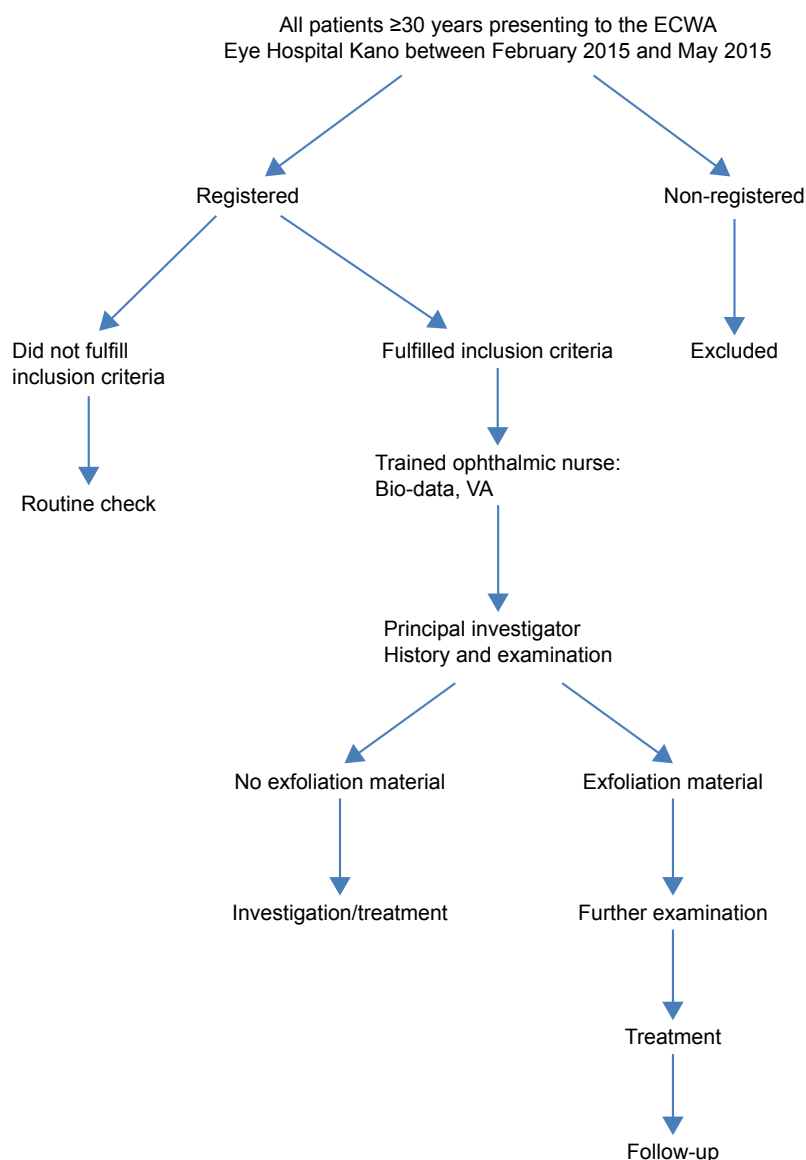 All patients ≥30 years presenting to the ECWA
Eye Hospital Kano between February 2015 and May 2015
Registered
Non-registered
Did not fulfill
inclusion criteria
Fulfilled inclusion criteria
Excluded
Trained ophthalmic nurse:
Bio-data, VA
Routine check
Principal investigator
History and examination
No exfoliation material
Exfoliation material
Investigation/treatment
Further examination
Treatment
Follow-up